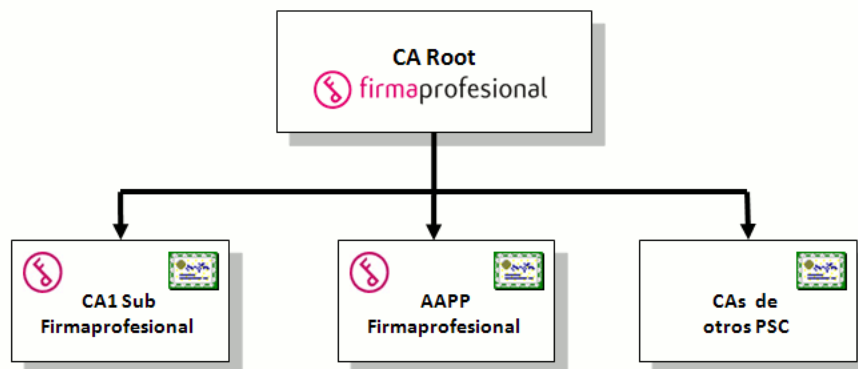 CA Root
firmaprofesional
CA1 Sub
Firmaprofesional
AAPP
Firmaprofesional
CAs de
otros PSC